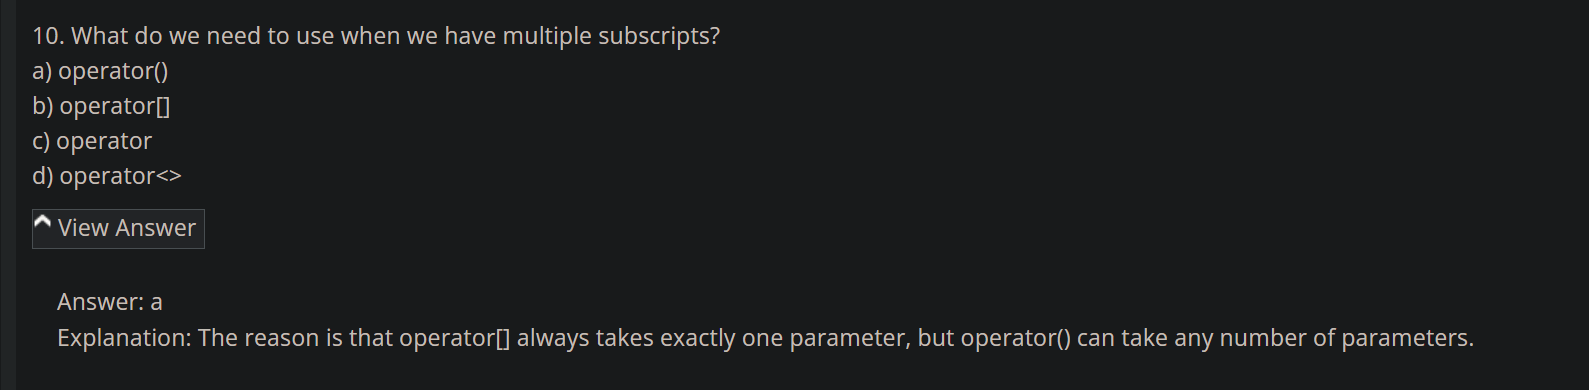 10. What do we need to use when we have multiple subscripts?
a) operator()
b) operator[]
c) operator
d) operator<>
View Answer
Answer: a
Explanation: The reason is that operator[] always takes exactly one parameter, but operator() can take any number of parameters.